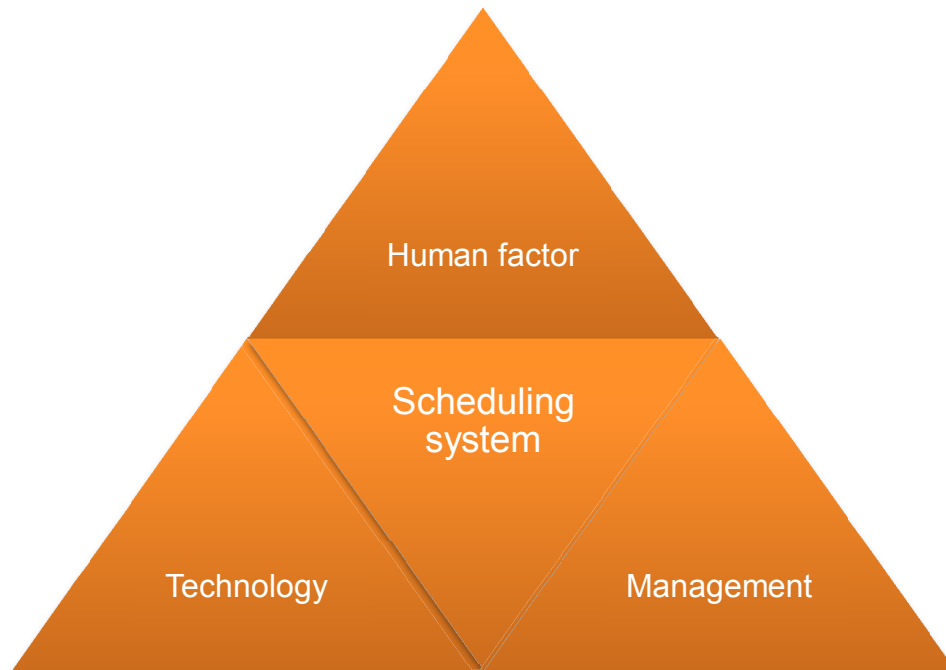 Human factor
Scheduling
system
Technology
Management